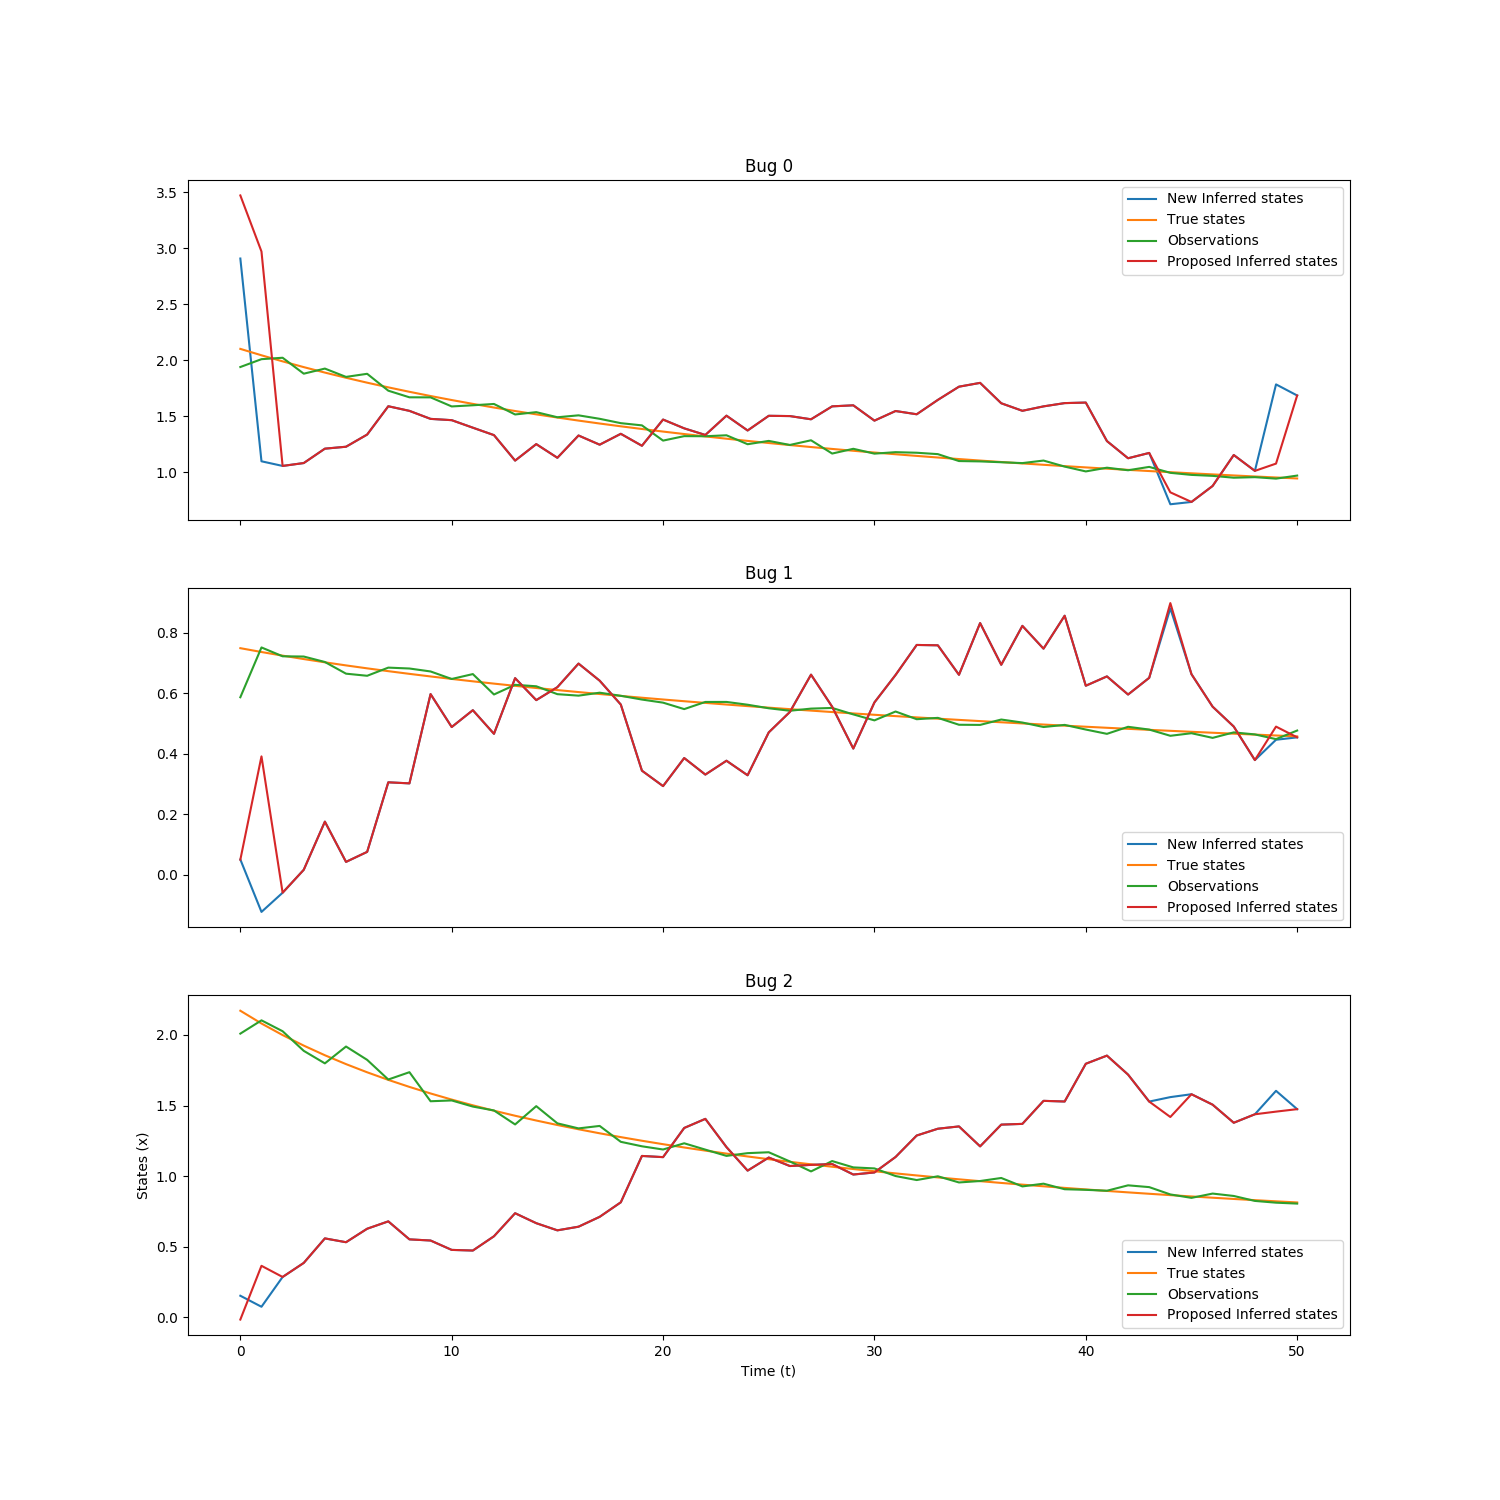 Bug 0
3.5
3.0
2.5
2.0
1.5
1.0
New Inferred states
True states
Observations
Proposed Inferred states
Bug 1
0.8
0.6
0.4
0.2
0.0
New Inferred states
True states
Observations
Proposed Inferred states
Bug 2
States (x)
2.0
1.5
1.0
0.5
0.0
New Inferred states
True states
Observations
Proposed Inferred states
0 10 20 30 40 50
Time (t)